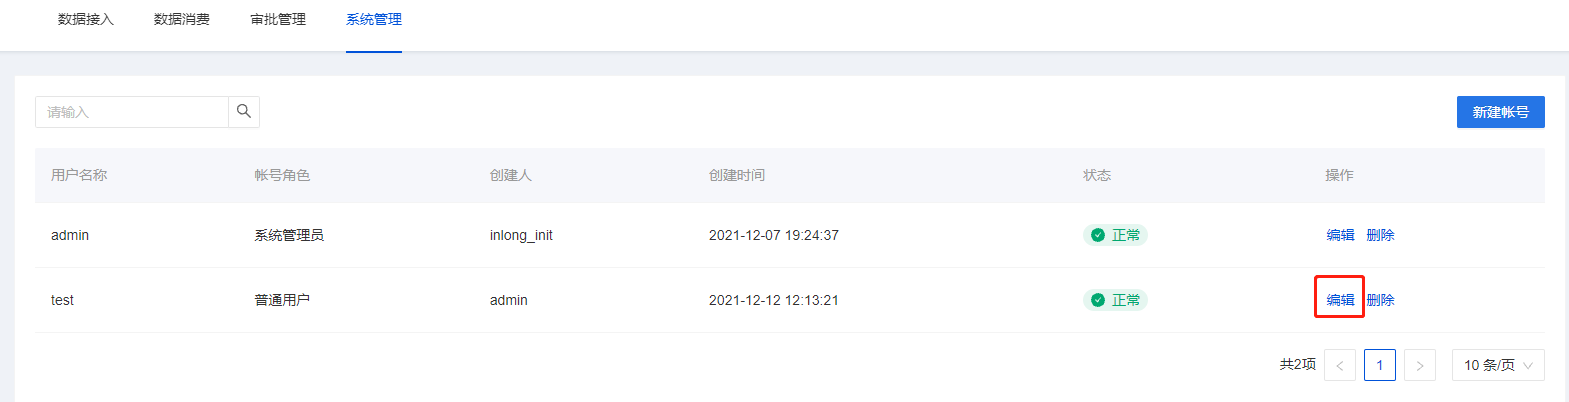 数据接入 数据消费 审批管理 系统管理
请输入 新建帐号
用户名称 帐号角色 创建人 创建时间 状态 操作
admin 系统管理员 inlong_init 2021-12-07 19:24:37 正常 编辑 删除
test 普通用户 admin 2021-12-12 12:13:21 正常 编辑 删除
共2项 < 1 > 10 条/页